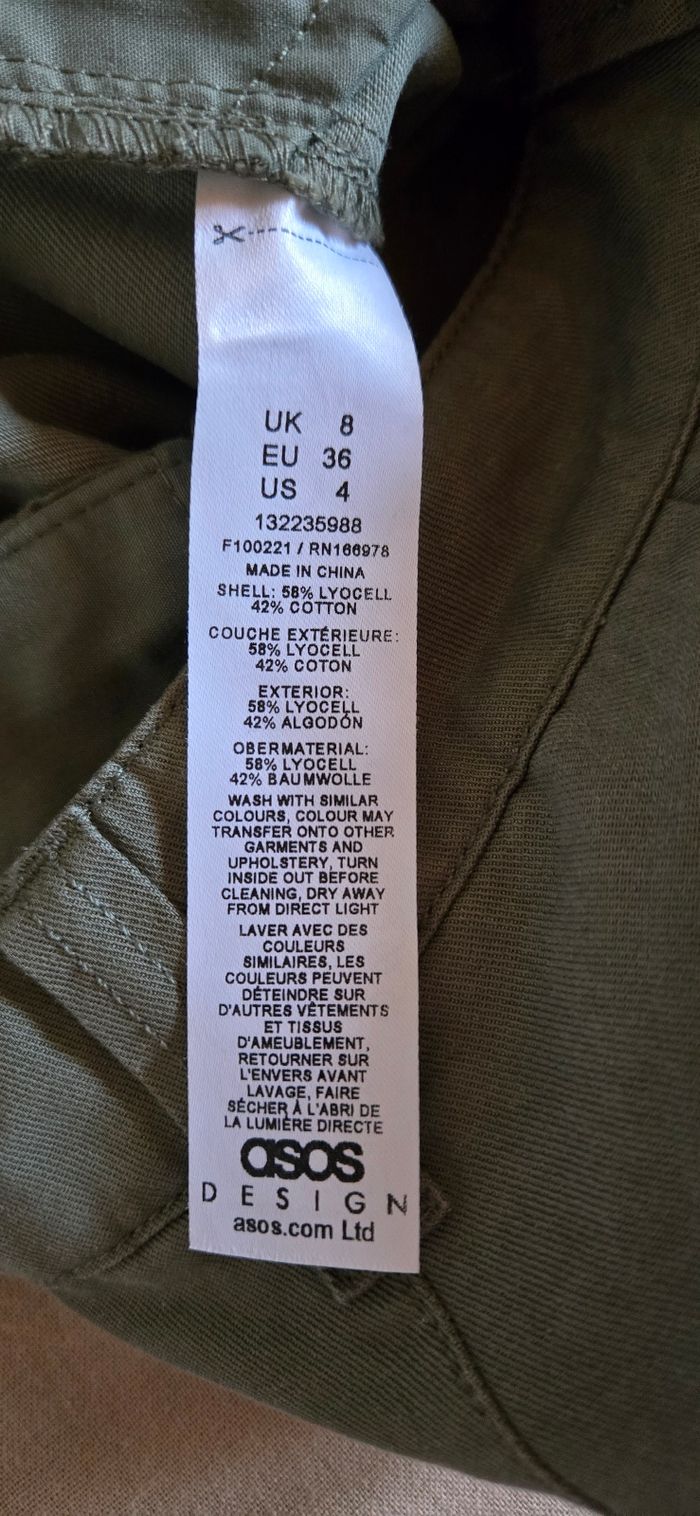 UK 8
EU 36
US 4
132235988
F100221 / RN166978
MADE IN CHINA
SHELL: 58% LYOCELL
42% COTTON
COUCHE EXTÉRIEURE:
58% LYOCELL
42% COTON
EXTERIOR:
58% LYOCELL
42% ALGODÓN
OBERMATERIAL:
58% LYOCELL
42% BAUMWOLLE
WASH WITH SIMILAR
COLOURS, COLOUR MAY
TRANSFER ONTO OTHER
GARMENTS AND
UPHOLSTERY, TURN
INSIDE OUT BEFORE
CLEANING, DRY AWAY
FROM DIRECT LIGHT
LAVER AVEC DES
COULEURS
SIMILAIRES, LES
COULEURS PEUVENT
DÉTEINDRE SUR
D'AUTRES VÊTEMENTS
ET TISSUS
D'AMEUBLEMENT,
RETOURNER SUR
L'ENVERS AVANT
LAVAGE, FAIRE
SÉCHER À L'ABRI DE
LA LUMIÈRE DIRECTE
asos
DESIGN
asos.com Ltd